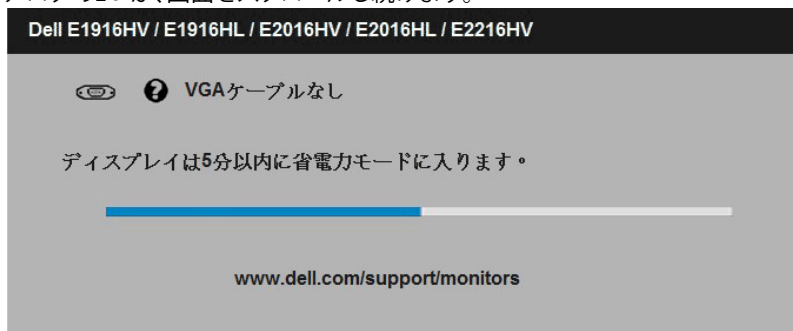 Dell E1916HV / E1916HL / E2016HV / E2016HL / E2216HV
VGAケーブルなし
ディスプレイは5分以内に省電力モードに入ります。
www.dell.com/support/monitors